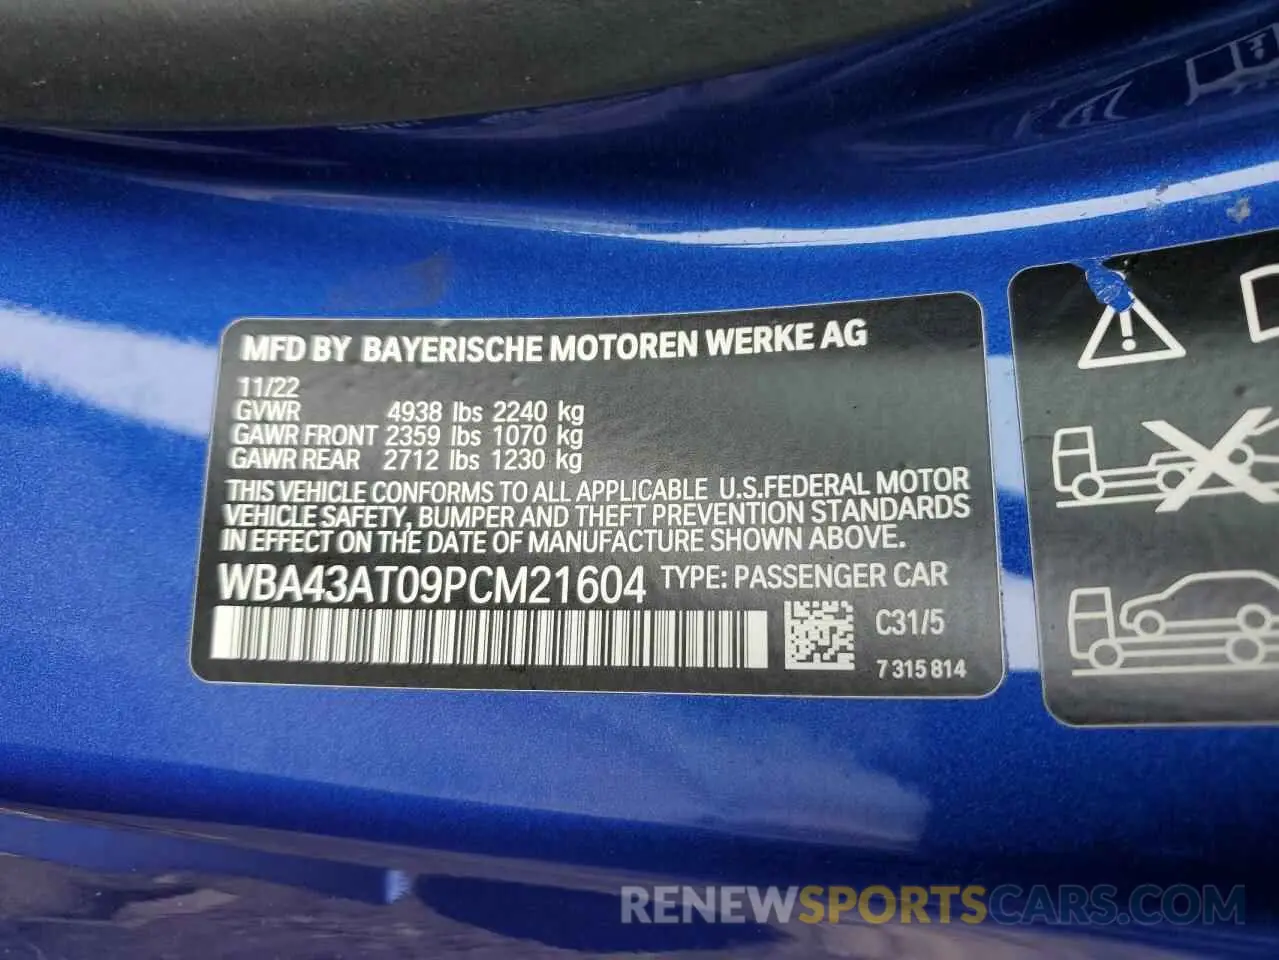 MFD BY BAYERISCHE MOTOREN WERKE AG
11/22
GVWR 4938 lbs 2240 kg
GAWR FRONT 2359 lbs 1070 kg
GAWR REAR 2712 lbs 1230 kg
THIS VEHICLE CONFORMS TO ALL APPLICABLE U.S.FEDERAL MOTOR
VEHICLE SAFETY, BUMPER AND THEFT PREVENTION STANDARDS
IN EFFECT ON THE DATE OF MANUFACTURE SHOWN ABOVE.
WBA43AT09PCM21604 TYPE: PASSENGER CAR
C31/5
7 315 814
RENEWSPORTSCARS.COM